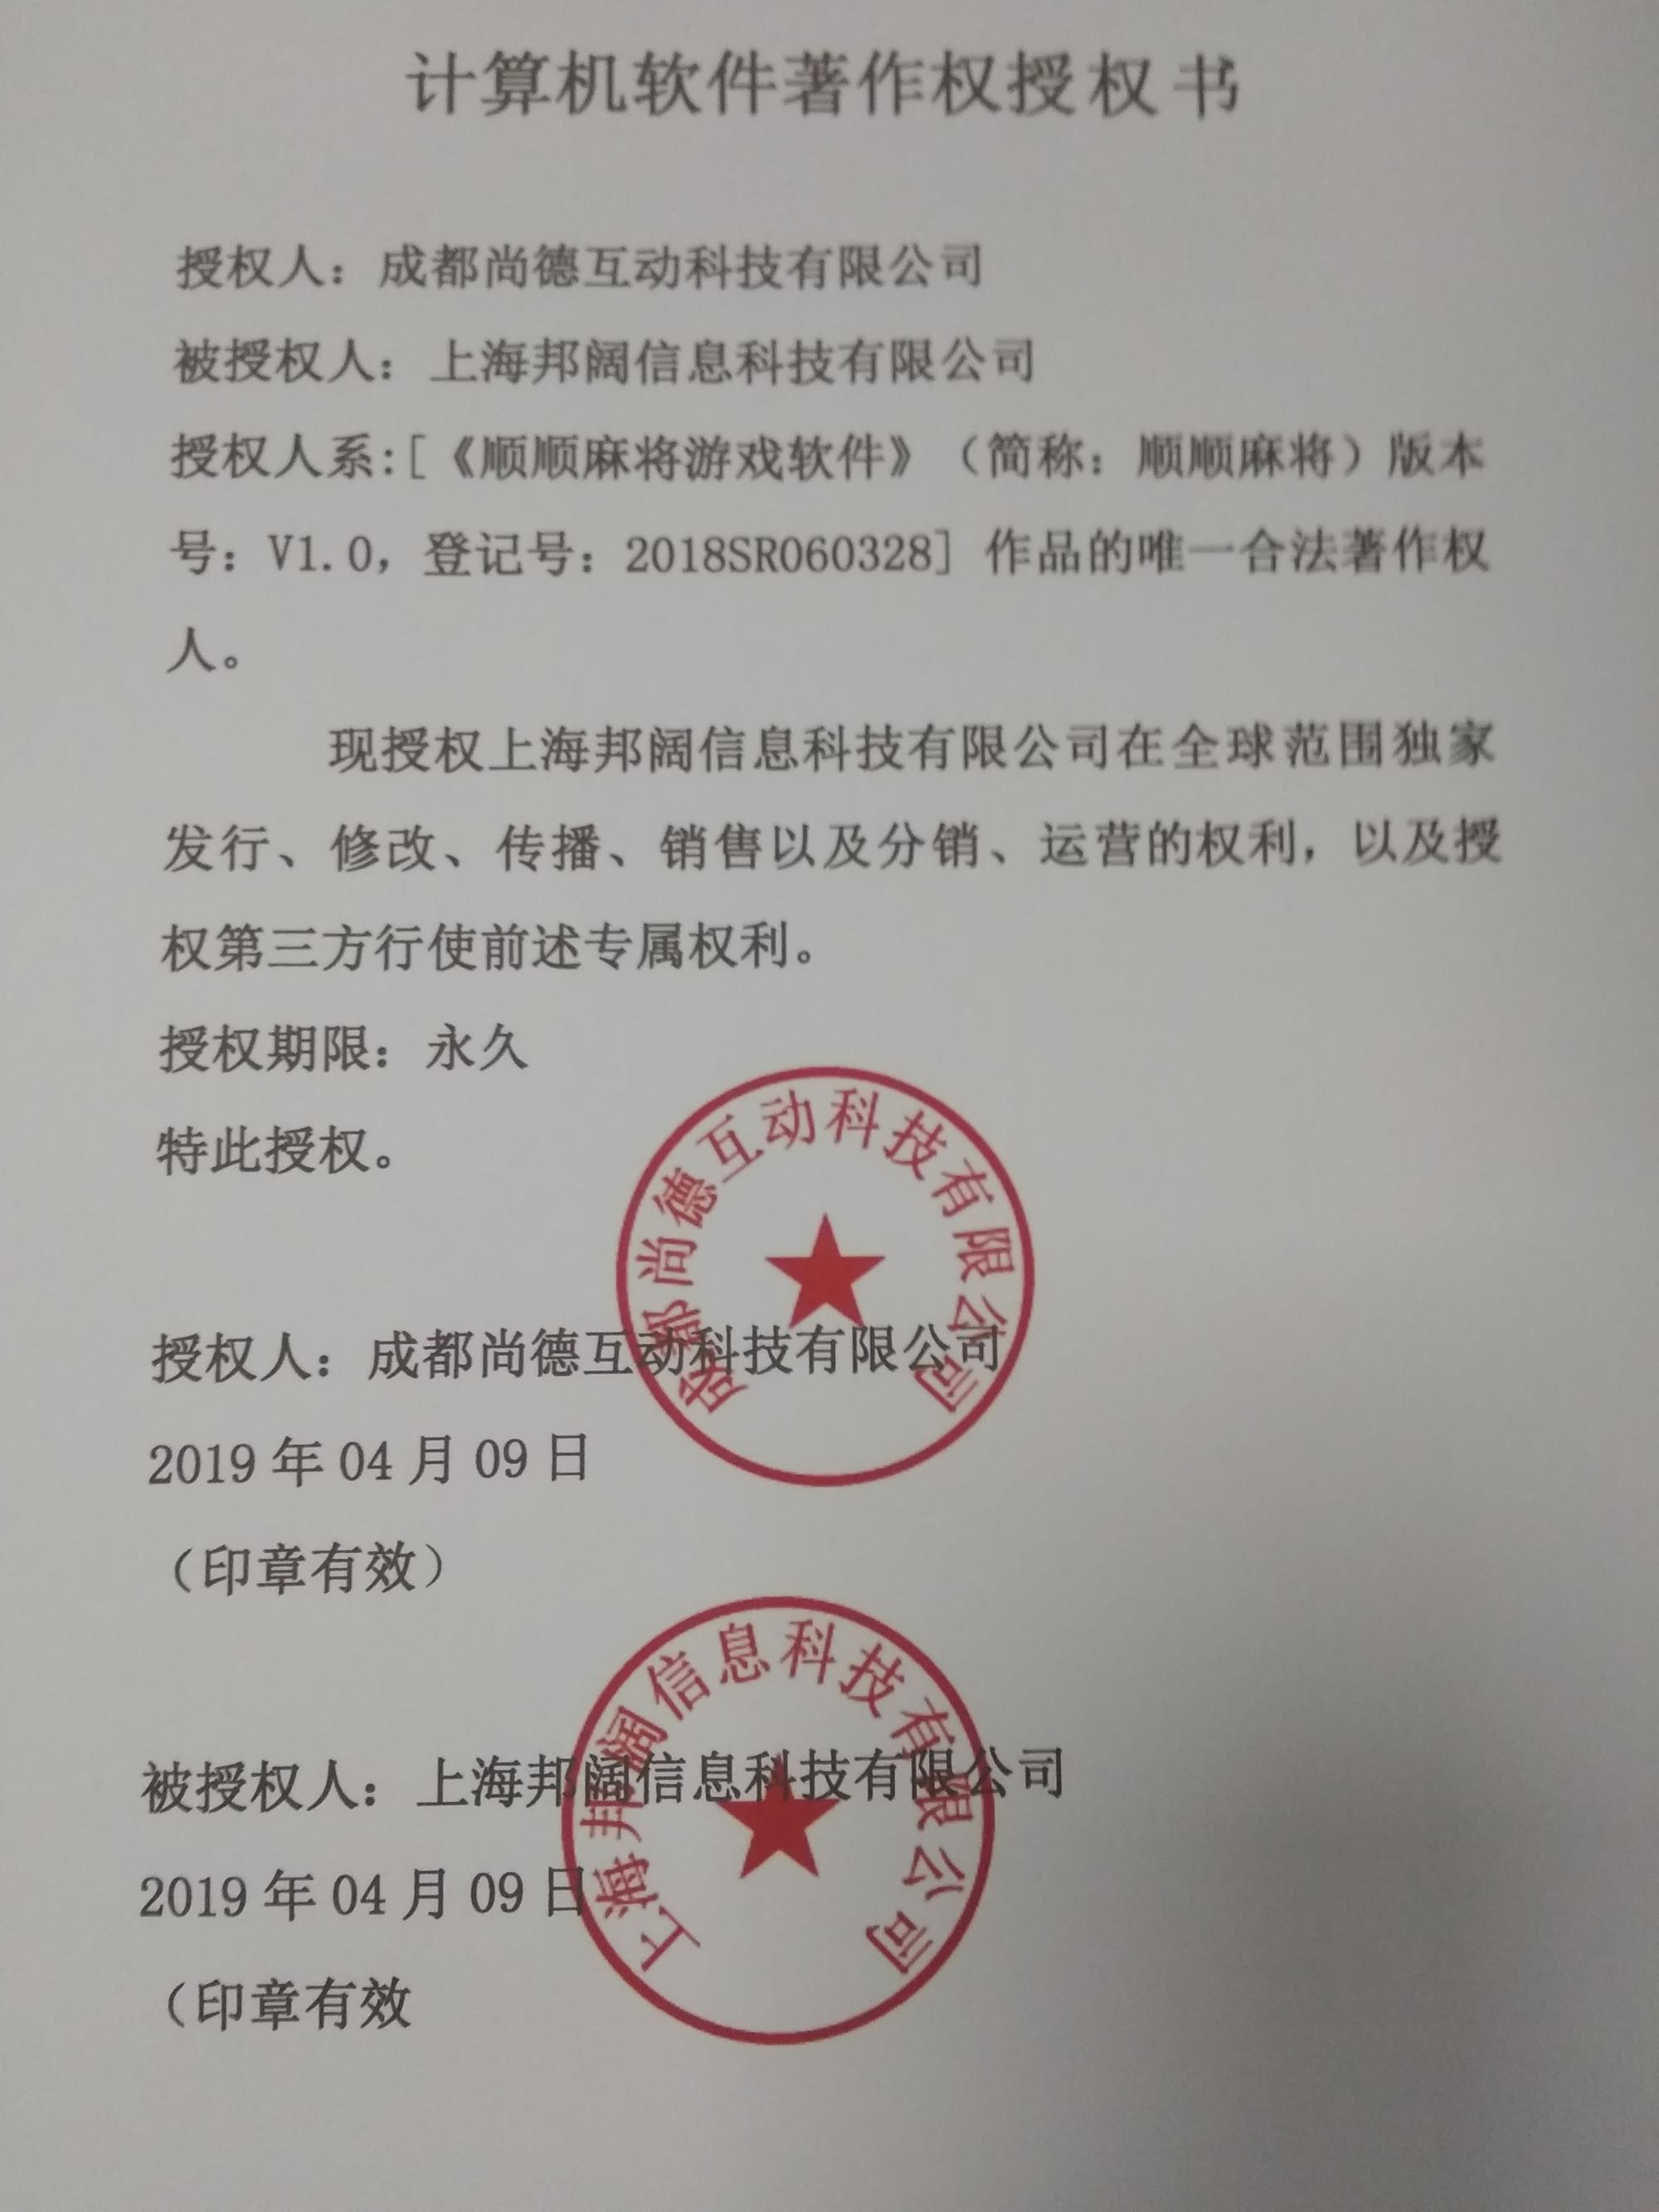 计算机软件著作权授权书
授权人：成都尚德互动科技有限公司
被授权人：上海邦阔信息科技有限公司
授权人系:[《顺顺麻将游戏软件》（简称：顺顺麻将）版本
号：V1.0，登记号：2018SR060328] 作品的唯一合法著作权
人。
现授权上海邦阔信息科技有限公司在全球范围独家
发行、修改、传播、销售以及分销、运营的权利，以及授
权第三方行使前述专属权利。
授权期限：永久
特此授权。
成都尚德互动科技有限公司
授权人：成都尚德互动科技有限公司
2019 年 04 月 09 日
（印章有效）
上海邦阔信息科技有限公司
被授权人：上海邦阔信息科技有限公司
2019 年 04 月 09 日
（印章有效